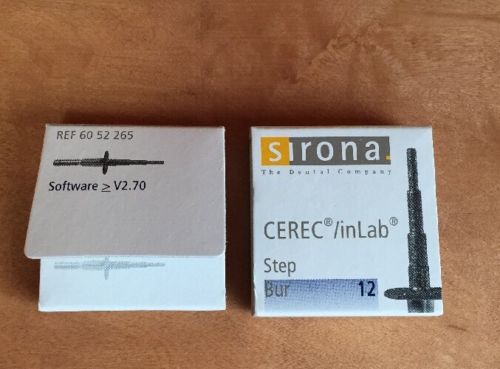 REF 60 52 265
Software ≥ V2.70
sirona.
The Dental Company
CEREC®/inLab®
Step
Bur 12